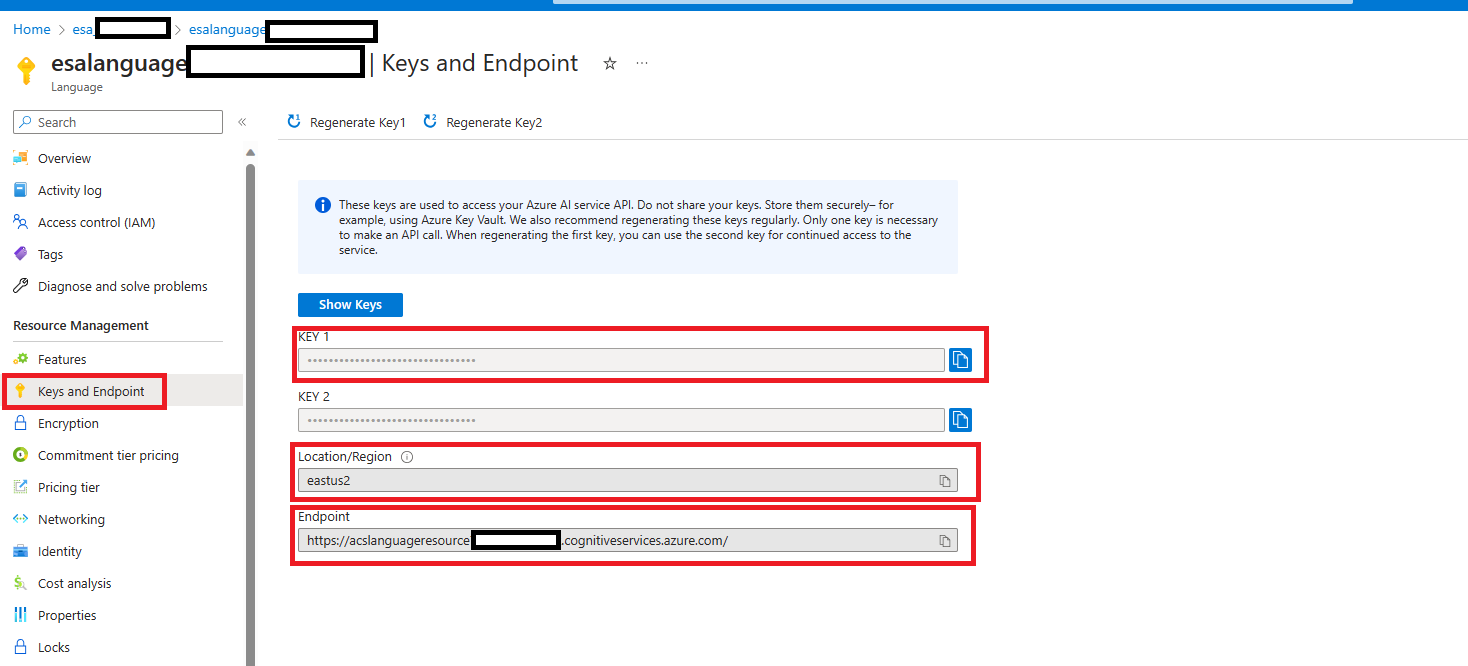 Home > esa > esalanguage
esalanguage | Keys and Endpoint ☆ ...
Language
Search «
Regenerate Key1 Regenerate Key2
Overview
Activity log
Access control (IAM)
Tags
Diagnose and solve problems
Resource Management
Features
Keys and Endpoint
Encryption
Commitment tier pricing
Pricing tier
Networking
Identity
Cost analysis
Properties
Locks
These keys are used to access your Azure AI service API. Do not share your keys. Store them securely– for
example, using Azure Key Vault. We also recommend regenerating these keys regularly. Only one key is necessary
to make an API call. When regenerating the first key, you can use the second key for continued access to the
service.
Show Keys
KEY 1
••••••••••••••••••••••••••••••••
KEY 2
••••••••••••••••••••••••••••••••
Location/Region
eastus2
Endpoint
https://acslanguageresource .cognitiveservices.azure.com/